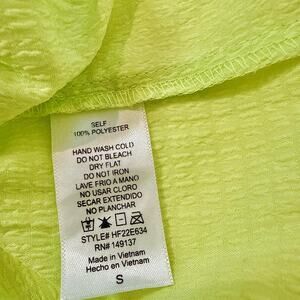 SELF
100% POLYESTER
HAND WASH COLD
DO NOT BLEACH
DRY FLAT
DO NOT IRON
LAVE FRIO A MANO
NO USAR CLORO
SECAR EXTENDIDO
NO PLANCHAR
STYLE# HF22E634
RN# 149137
Made in Vietnam
Hecho en Vietnam
S